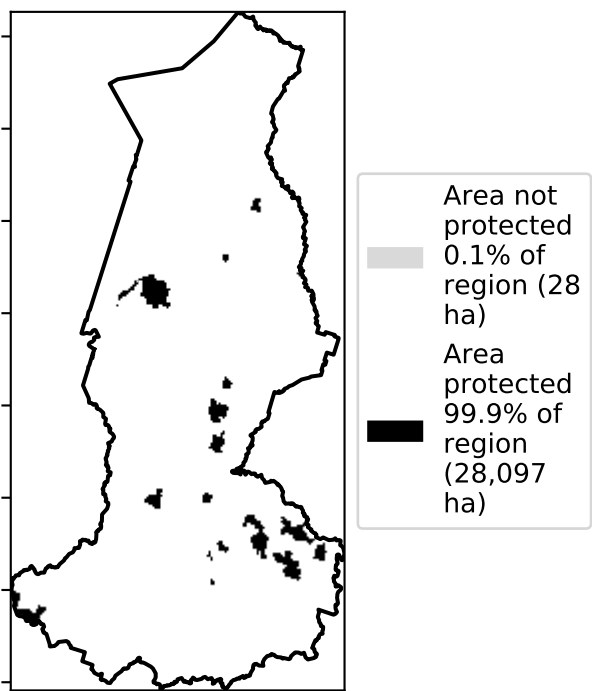 Area not
protected
0.1% of
region (28
ha)
Area
protected
99.9% of
region
(28,097
ha)